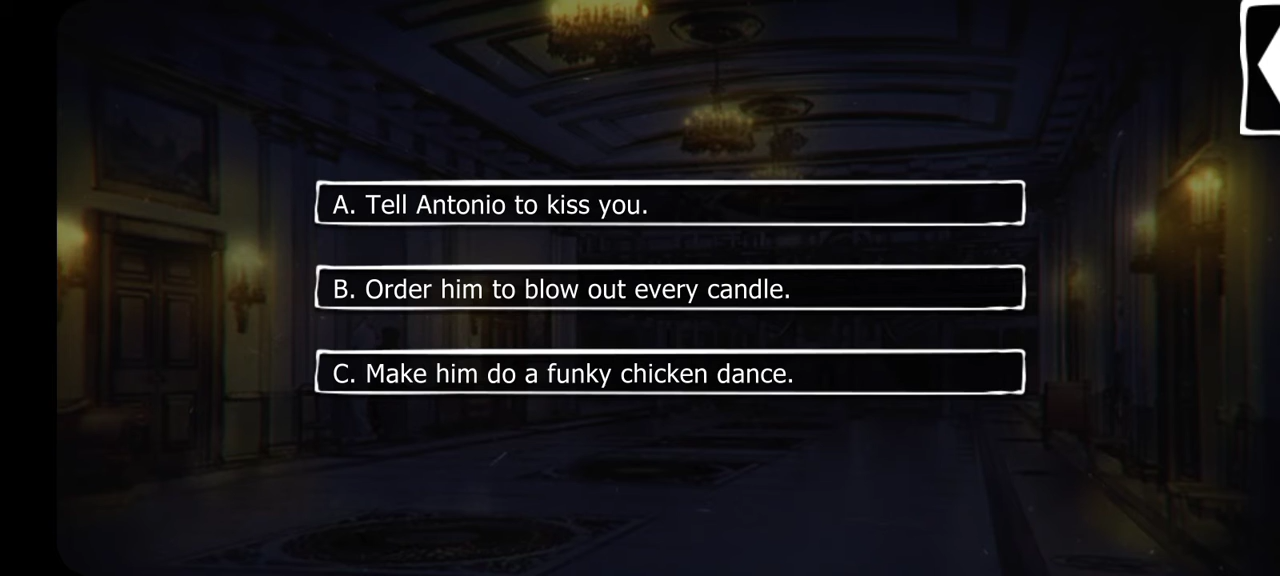 A. Tell Antonio to kiss you.
B. Order him to blow out every candle.
C. Make him do a funky chicken dance.